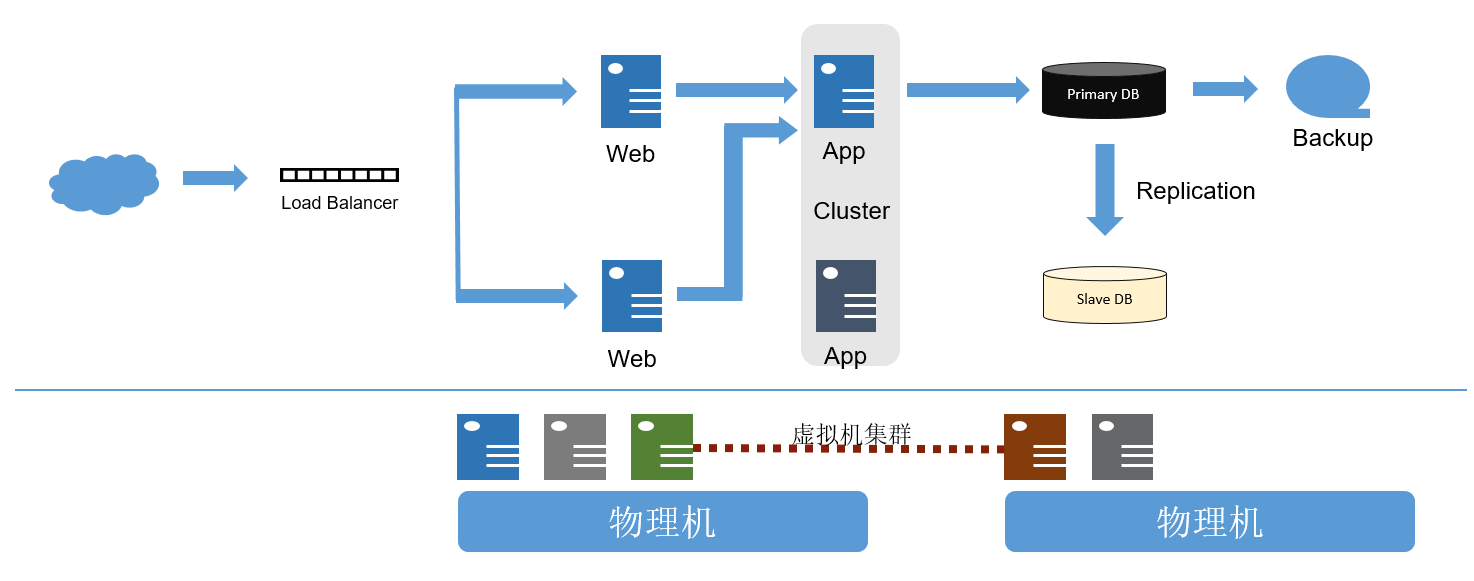 Load Balancer
Web
Web
App
Cluster
App
Primary DB
Backup
Replication
Slave DB
虚拟机集群
物理机
物理机